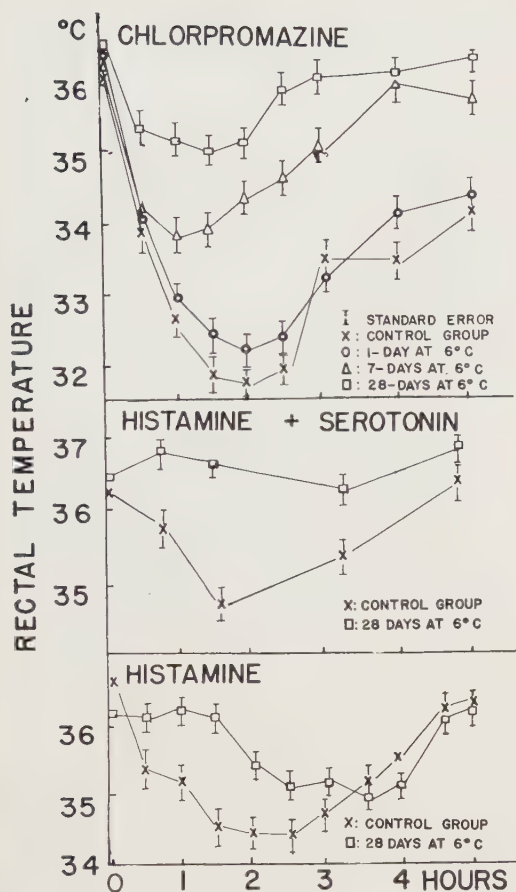 °C
CHLORPROMAZINE
36
35
34
33
32
I STANDARD ERROR
X: CONTROL GROUP
O: 1-DAY AT 6°C
Δ: 7-DAYS AT 6°C
□: 28-DAYS AT 6°C
RECTAL TEMPERATURE
HISTAMINE + SEROTONIN
37
36
35
X: CONTROL GROUP
□: 28 DAYS AT 6°C
HISTAMINE
36
35
34
X: CONTROL GROUP
□: 28 DAYS AT 6°C
0 1 2 3 4 HOURS